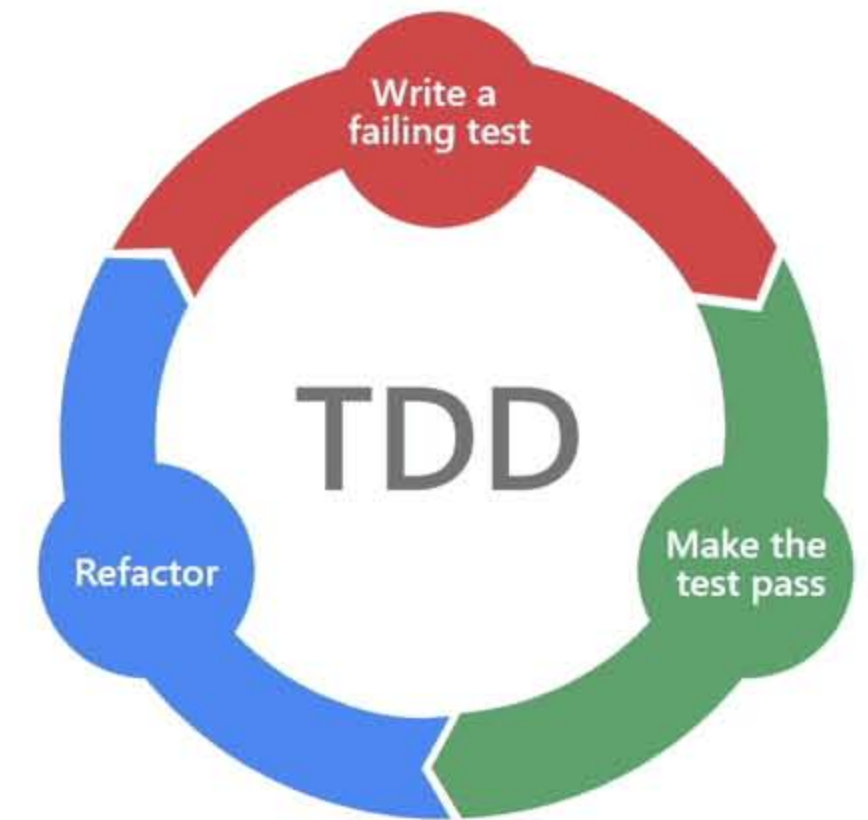 Write a
failing test
TDD
Make the
test pass
Refactor